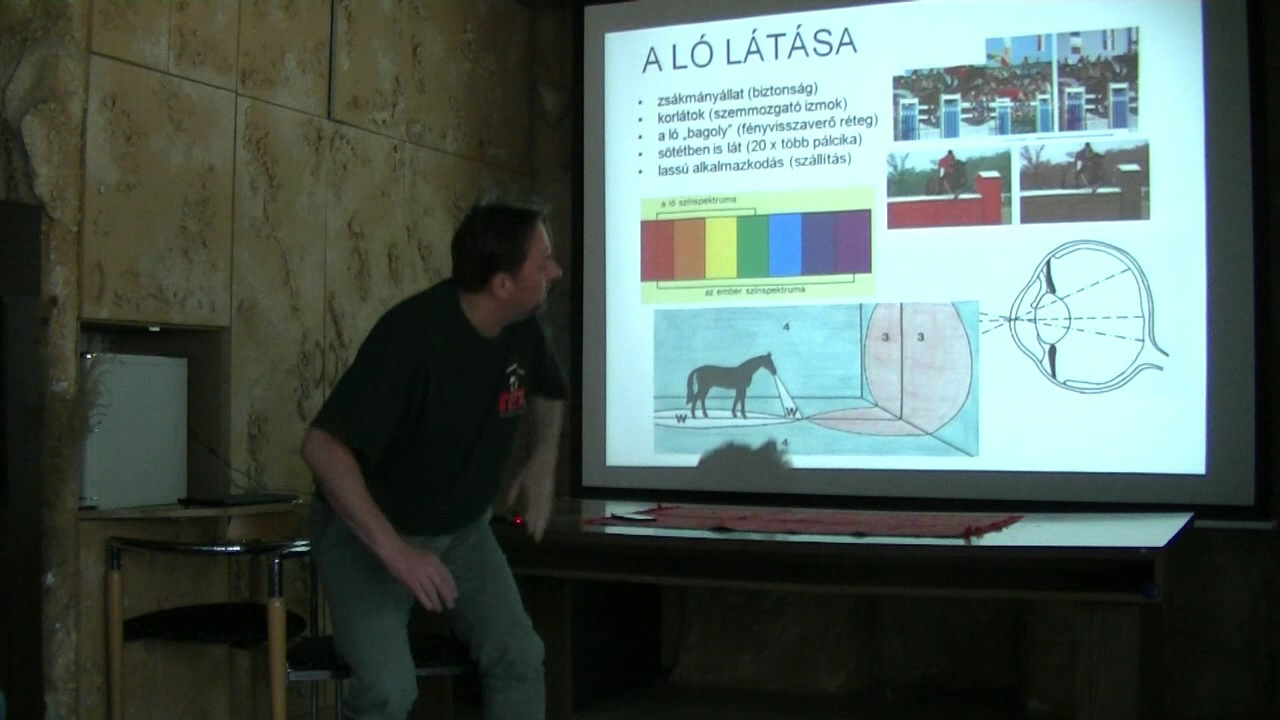 A LÓ LÁTÁSA
• zsákmányállat (biztonság)
• korlátok (szemmozgató izmok)
• a ló „bagoly” (fényvisszaverő réteg)
• sötétben is lát (20 x több pálcika)
• lassú alkalmazkodás (szállítás)
a ló színspektruma
az ember színspektruma
4
3 3
W W
4